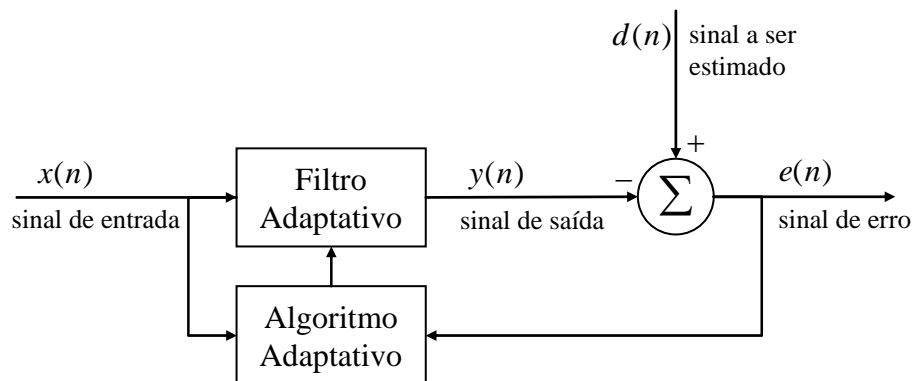 d(n)
sinal a ser
estimado
+
x(n)
sinal de entrada
Filtro
Adaptativo
y(n)
sinal de saída
−
Σ
e(n)
sinal de erro
Algoritmo
Adaptativo